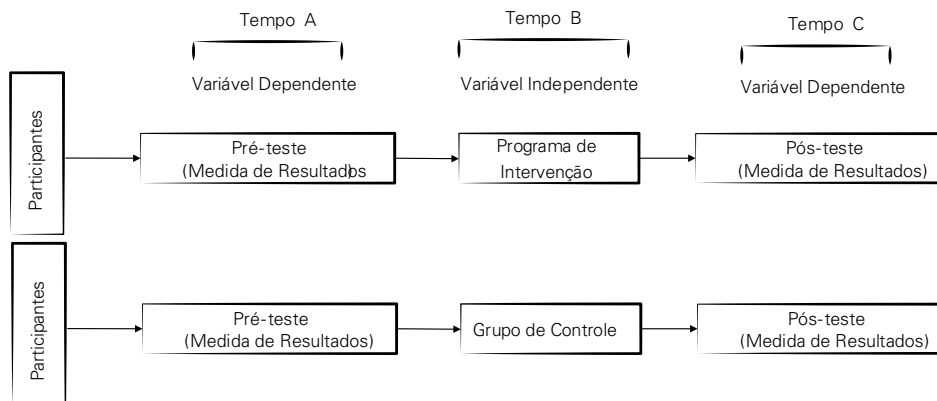 Tempo A
Tempo B
Tempo C
Variável Dependente
Variável Independente
Variável Dependente
Participantes
Pré-teste
(Medida de Resultados)
Programa de
Intervenção
Pós-teste
(Medida de Resultados)
Participantes
Pré-teste
(Medida de Resultados)
Grupo de Controle
Pós-teste
(Medida de Resultados)